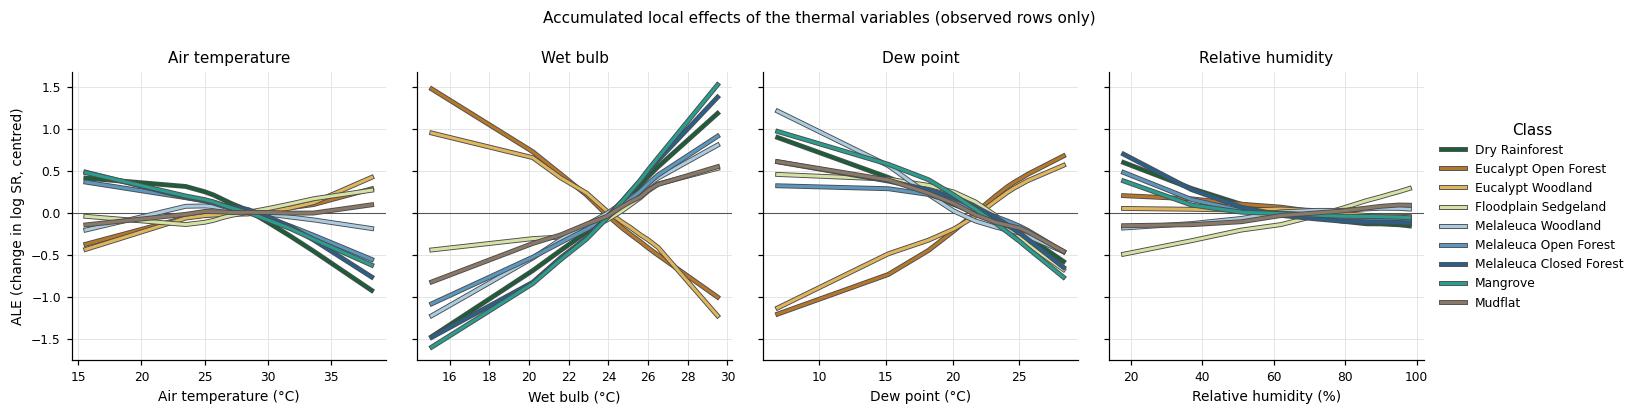 Accumulated local effects of the thermal variables (observed rows only)
Air temperature
Wet bulb
Dew point
Relative humidity
ALE (change in log SR, centred)
1.5
1.0
0.5
0.0
−0.5
−1.0
−1.5
15 20 25 30 35
16 18 20 22 24 26 28 30
10 15 20 25
20 40 60 80 100
Air temperature (°C)
Wet bulb (°C)
Dew point (°C)
Relative humidity (%)
Class
Dry Rainforest
Eucalypt Open Forest
Eucalypt Woodland
Floodplain Sedgeland
Melaleuca Woodland
Melaleuca Open Forest
Melaleuca Closed Forest
Mangrove
Mudflat